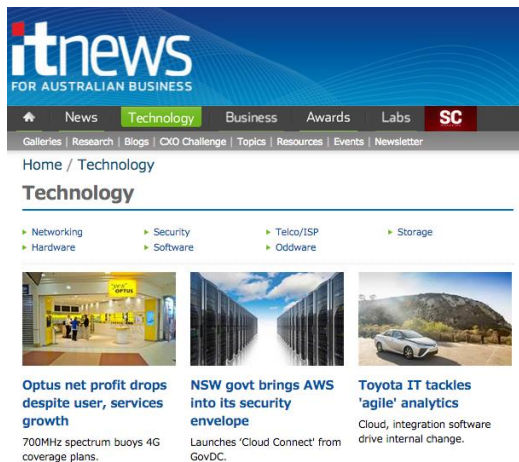 itnews
FOR AUSTRALIAN BUSINESS
News Technology Business Awards Labs SC
Galleries | Research | Blogs | CXO Challenge | Topics | Resources | Events | Newsletter
Home / Technology
Technology
Networking Security Telco/ISP Storage
Hardware Software Oddware
OPTUS
Optus net profit drops
despite user, services
growth
700MHz spectrum buoys 4G
coverage plans.
NSW govt brings AWS
into its security
envelope
Launches 'Cloud Connect' from
GovDC.
Toyota IT tackles
'agile' analytics
Cloud, integration software
drive internal change.